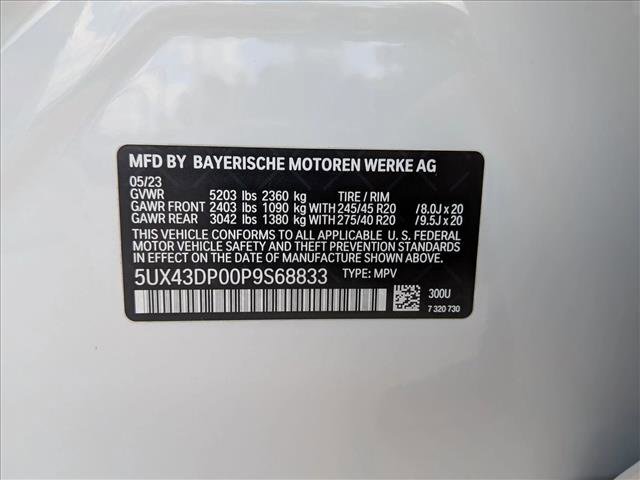 MFD BY BAYERISCHE MOTOREN WERKE AG
05/23
GVWR 5203 lbs 2360 kg TIRE / RIM
GAWR FRONT 2403 lbs 1090 kg 245/45 R20 /8.0J x 20
GAWR REAR 3042 lbs 1380 kg 275/40 R20 /9.5J x 20
THIS VEHICLE CONFORMS TO ALL APPLICABLE U. S. FEDERAL
MOTOR VEHICLE SAFETY AND THEFT PREVENTION STANDARDS
IN EFFECT ON THE DATE OF MANUFACTURE SHOWN ABOVE.
5UX43DP00P9S68833 TYPE: MPV
300U
7 320 730